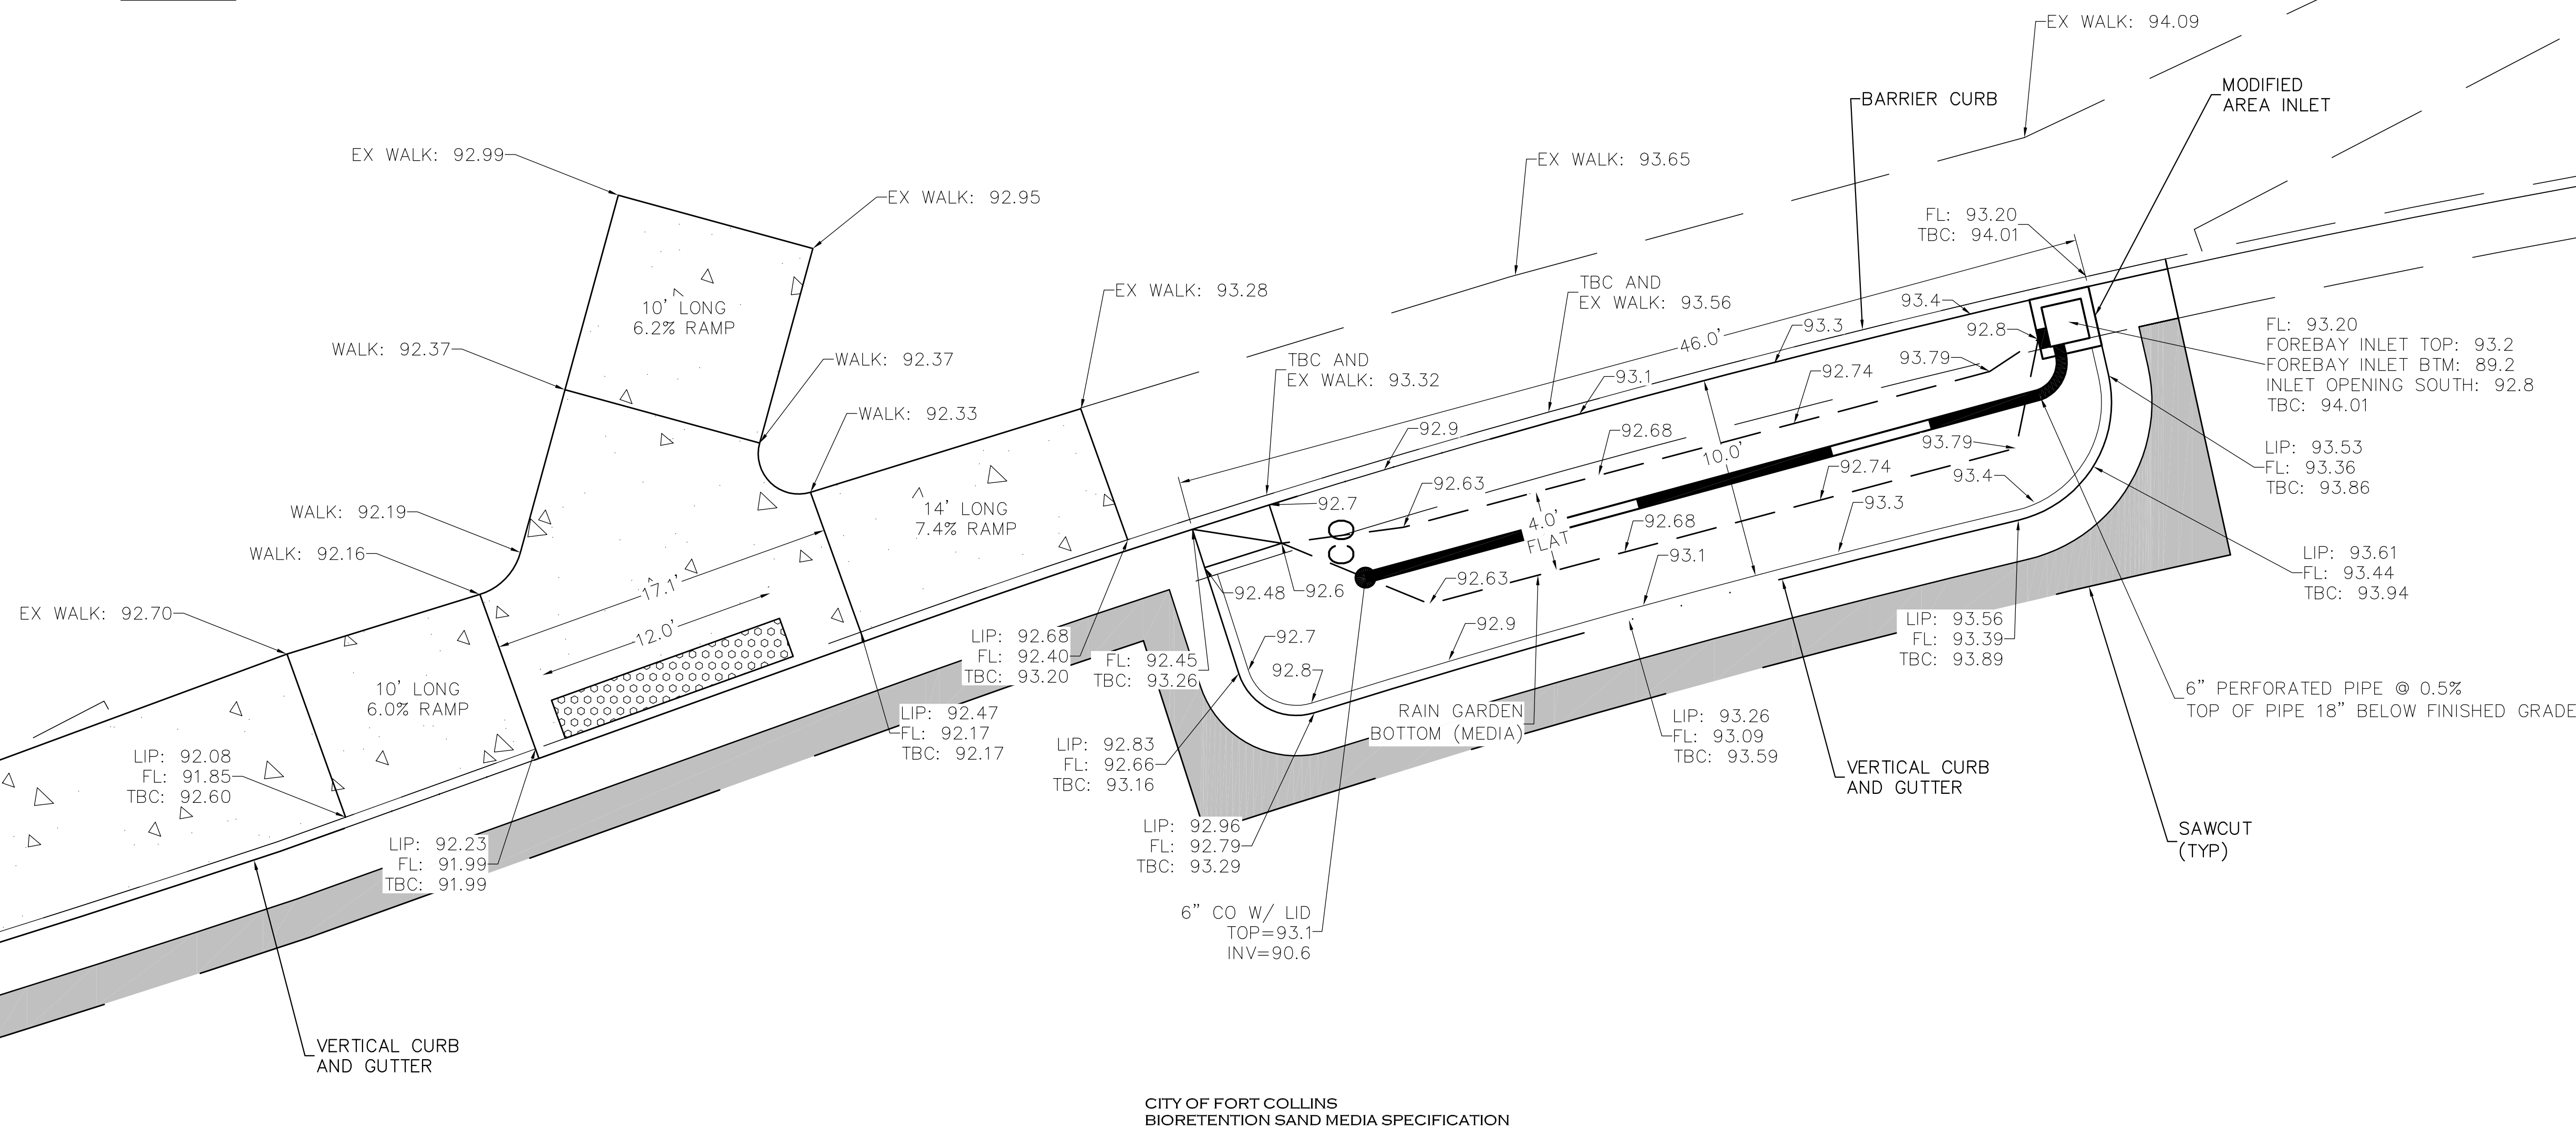 EX WALK: 94.09
MODIFIED
AREA INLET
BARRIER CURB
EX WALK: 92.99
EX WALK: 93.65
EX WALK: 92.95
FL: 93.20
TBC: 94.01
EX WALK: 93.28
TBC AND
EX WALK: 93.56
10' LONG
6.2% RAMP
93.4
92.8
93.3
46.0'
FL: 93.20
FOREBAY INLET TOP: 93.2
FOREBAY INLET BTM: 89.2
INLET OPENING SOUTH: 92.8
TBC: 94.01
WALK: 92.37
WALK: 92.37
TBC AND
EX WALK: 93.32
93.1
93.79
92.74
WALK: 92.33
92.9
92.68
10.0'
93.79
LIP: 93.53
FL: 93.36
TBC: 93.86
92.74
93.4
14' LONG
7.4% RAMP
92.63
92.7
93.3
WALK: 92.19
4.0'
FLAT
CO
92.68
WALK: 92.16
93.1
LIP: 93.61
FL: 93.44
TBC: 93.94
92.63
92.48
92.6
17.1'
12.0'
EX WALK: 92.70
92.9
LIP: 93.56
FL: 93.39
TBC: 93.89
LIP: 92.68
FL: 92.40
TBC: 93.20
FL: 92.45
TBC: 93.26
92.7
92.8
10' LONG
6.0% RAMP
6" PERFORATED PIPE @ 0.5%
TOP OF PIPE 18" BELOW FINISHED GRADE
RAIN GARDEN
BOTTOM (MEDIA)
LIP: 92.47
FL: 92.17
TBC: 92.17
LIP: 93.26
FL: 93.09
TBC: 93.59
LIP: 92.08
FL: 91.85
TBC: 92.60
LIP: 92.83
FL: 92.66
TBC: 93.16
VERTICAL CURB
AND GUTTER
LIP: 92.96
FL: 92.79
TBC: 93.29
SAWCUT
(TYP)
LIP: 92.23
FL: 91.99
TBC: 91.99
6" CO W/ LID
TOP=93.1
INV=90.6
VERTICAL CURB
AND GUTTER
CITY OF FORT COLLINS
BIORETENTION SAND MEDIA SPECIFICATION